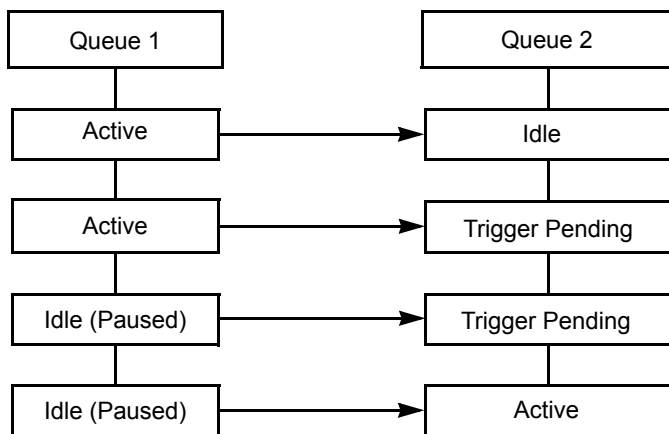 Queue 1
Queue 2
Active
Idle
Active
Trigger Pending
Idle (Paused)
Trigger Pending
Idle (Paused)
Active